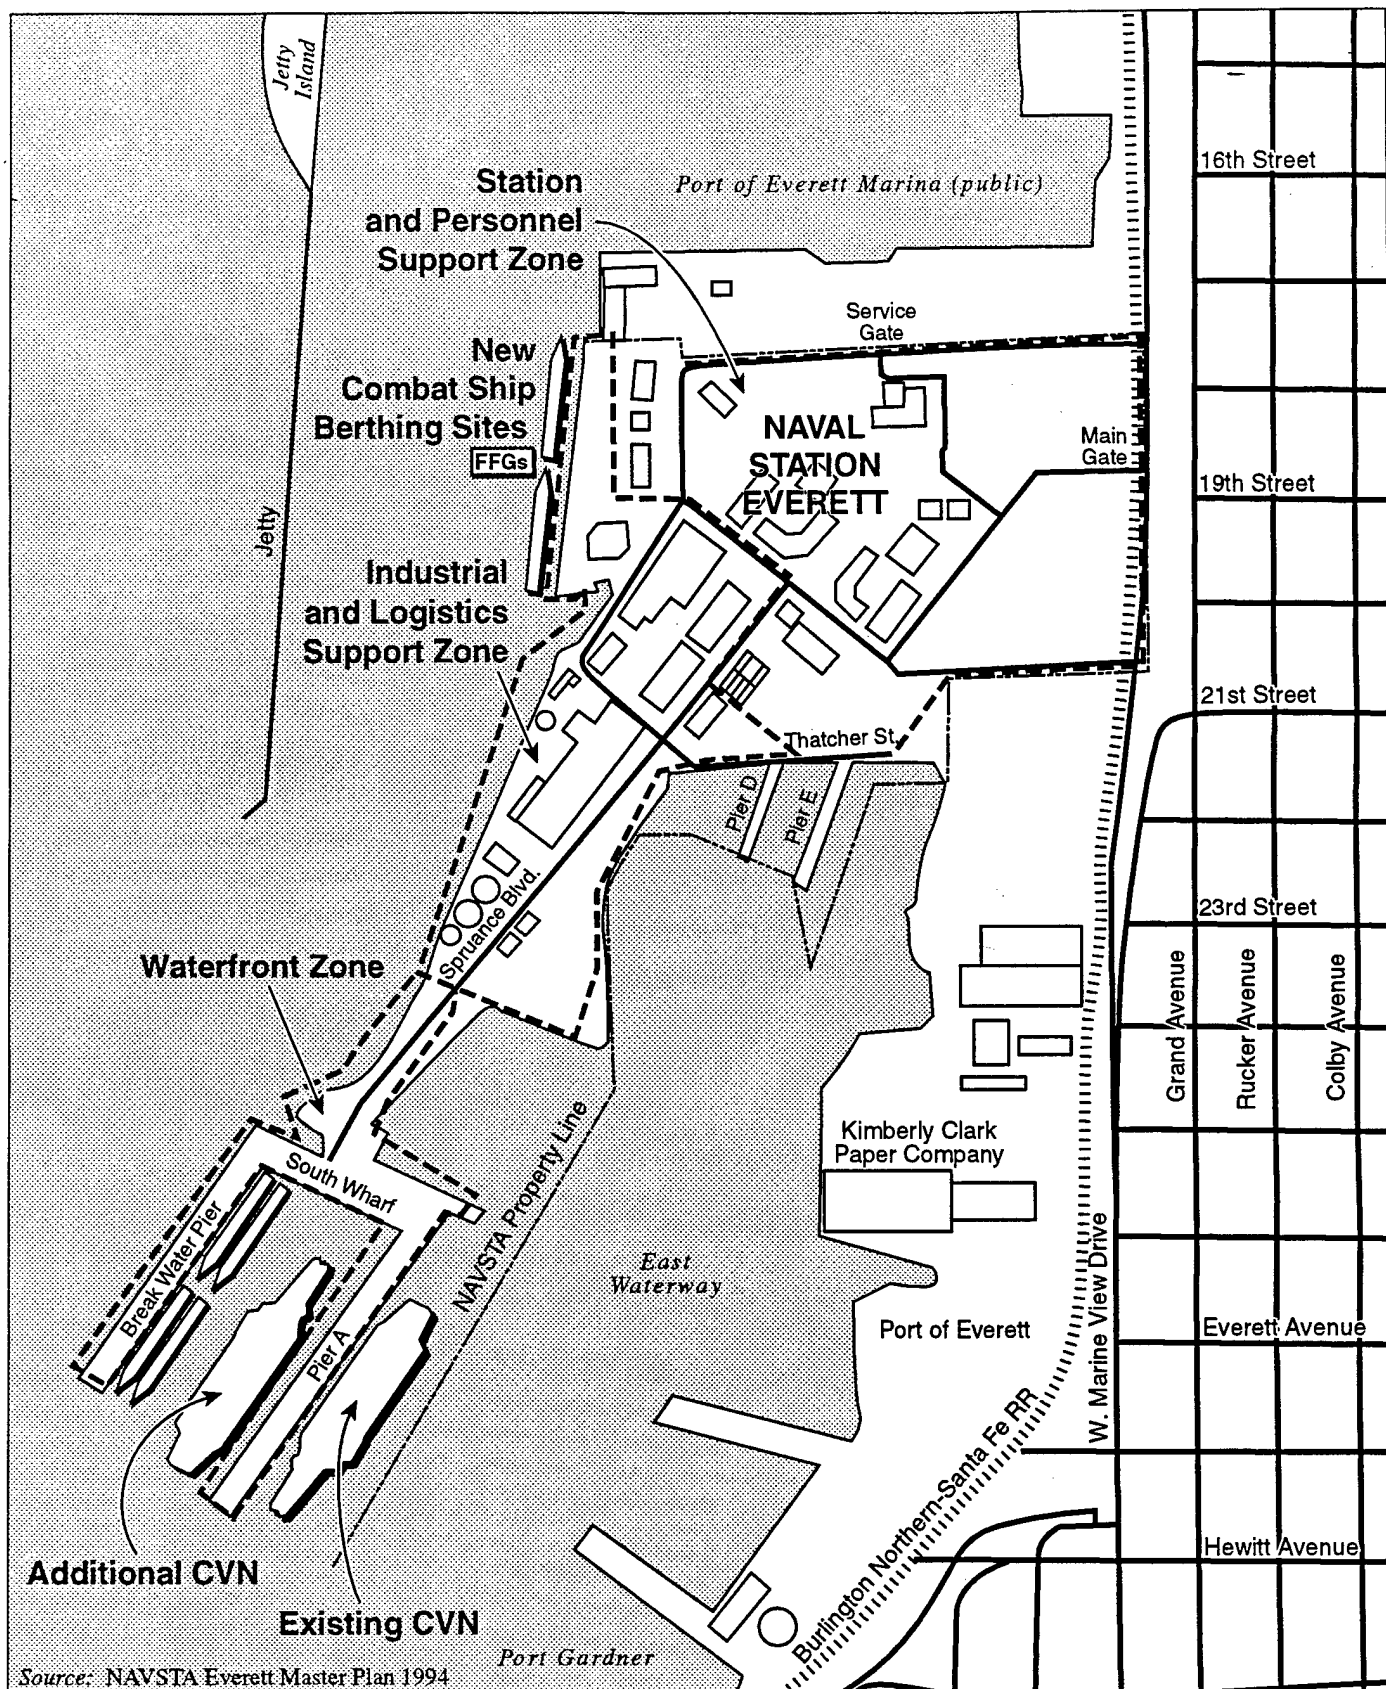 Jetty
Island
Station
and Personnel
Support Zone
Port of Everett Marina (public)
16th Street
Service
Gate
New
Combat Ship
Berthing Sites
FFGs
NAVAL
STATION
EVERETT
Main
Gate
19th Street
Jetty
Industrial
and Logistics
Support Zone
21st Street
Thatcher St.
Pier D
Pier E
Spruance Blvd.
23rd Street
Waterfront Zone
Grand Avenue
Rucker Avenue
Colby Avenue
Kimberly Clark
Paper Company
South Wharf
NAVSTA Property Line
Break Water Pier
Pier A
East
Waterway
W. Marine View Drive
Port of Everett
Everett Avenue
Burlington Northern-Santa Fe RR
Hewitt Avenue
Additional CVN
Existing CVN
Port Gardner
Source: NAVSTA Everett Master Plan 1994